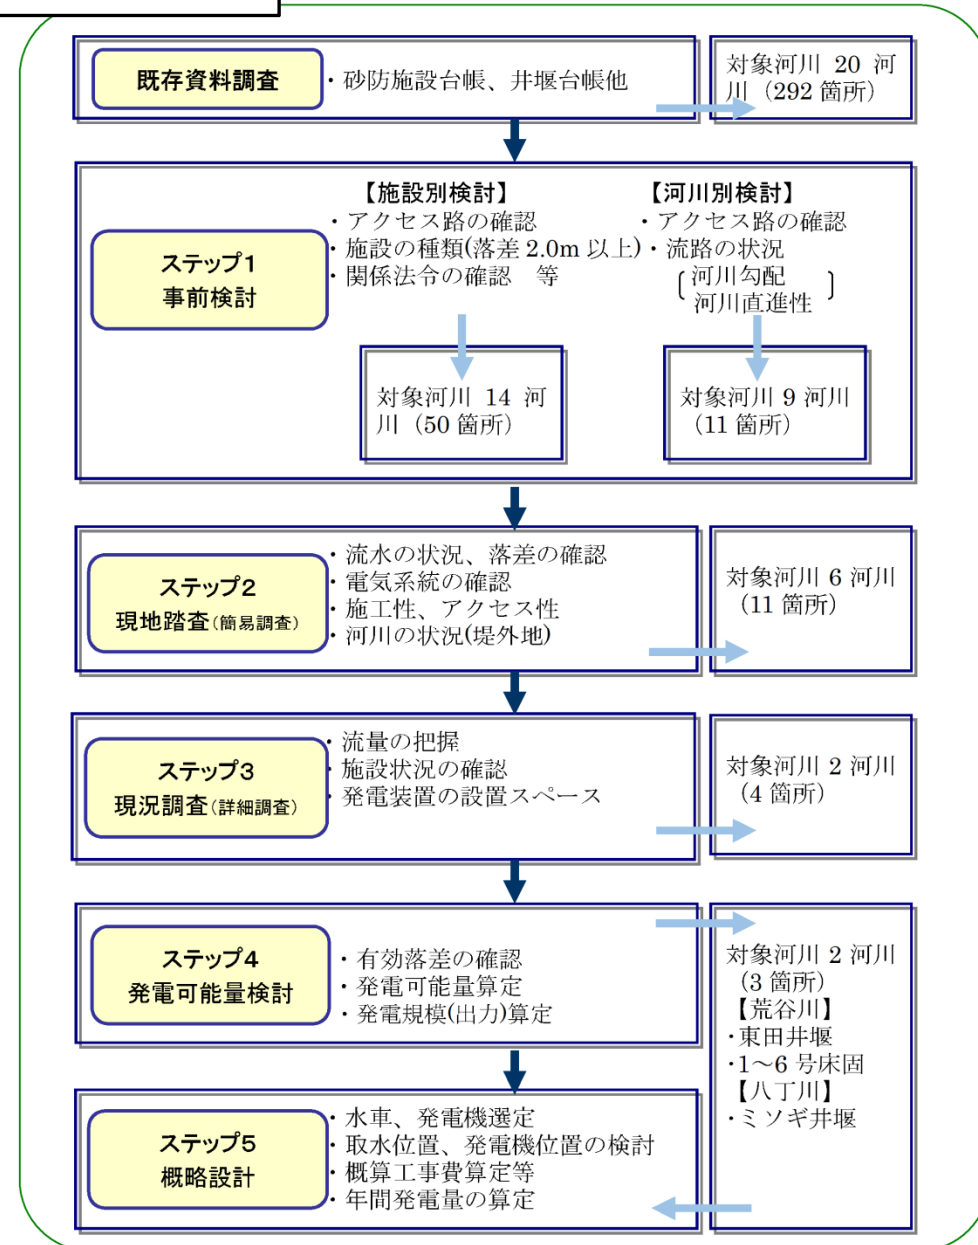 既存資料調査
・砂防施設台帳、井堰台帳他
対象河川 20 河
川（292 箇所）
ステップ1
事前検討
【施設別検討】
・アクセス路の確認
・施設の種類(落差 2.0m 以上)
・関係法令の確認　等
【河川別検討】
・アクセス路の確認
・流路の状況
河川勾配
河川直進性
対象河川 14 河
川（50 箇所）
対象河川 9 河川
（11 箇所）
ステップ2
現地踏査(簡易調査)
・流水の状況、落差の確認
・電気系統の確認
・施工性、アクセス性
・河川の状況(堤外地)
対象河川 6 河川
（11 箇所）
ステップ3
現況調査(詳細調査)
・流量の把握
・施設状況の確認
・発電装置の設置スペース
対象河川 2 河川
（4 箇所）
ステップ4
発電可能量検討
・有効落差の確認
・発電可能量算定
・発電規模(出力)算定
対象河川 2 河川
（3 箇所）
【荒谷川】
・東田井堰
・1～6 号床固
【八丁川】
・ミソギ井堰
ステップ5
概略設計
・水車、発電機選定
・取水位置、発電機位置の検討
・概算工事費算定等
・年間発電量の算定